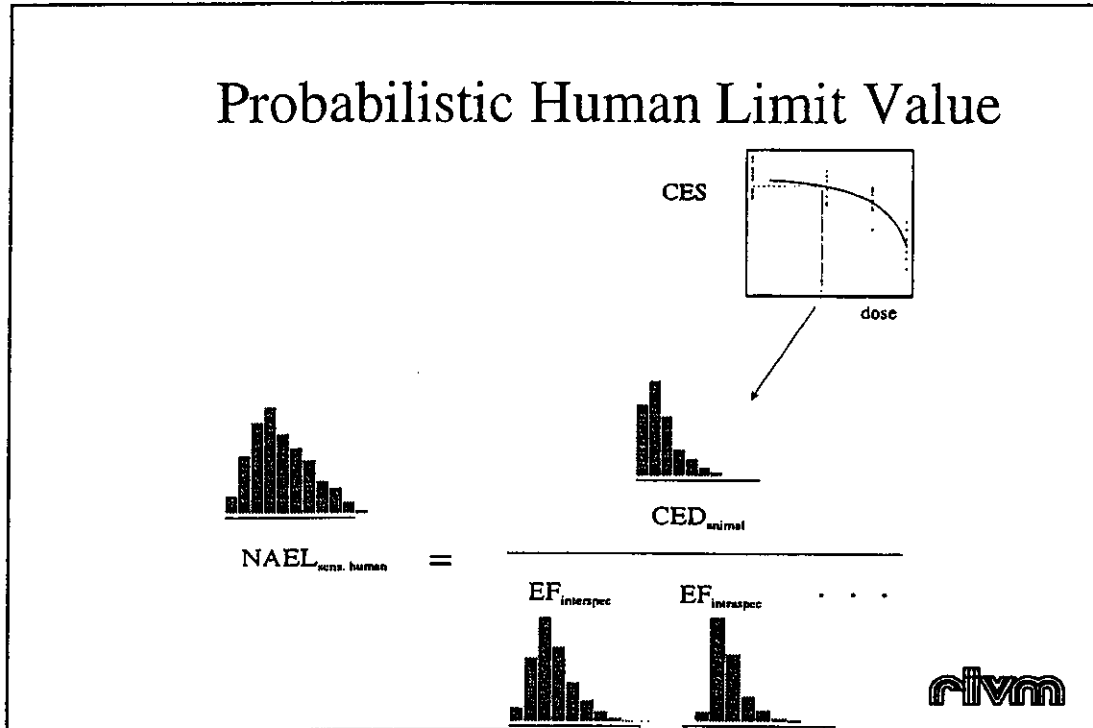 Probabilistic Human Limit Value
CES
dose
CED animal
NAEL sens. human =
EF interspec EF intraspec . . .
rivm